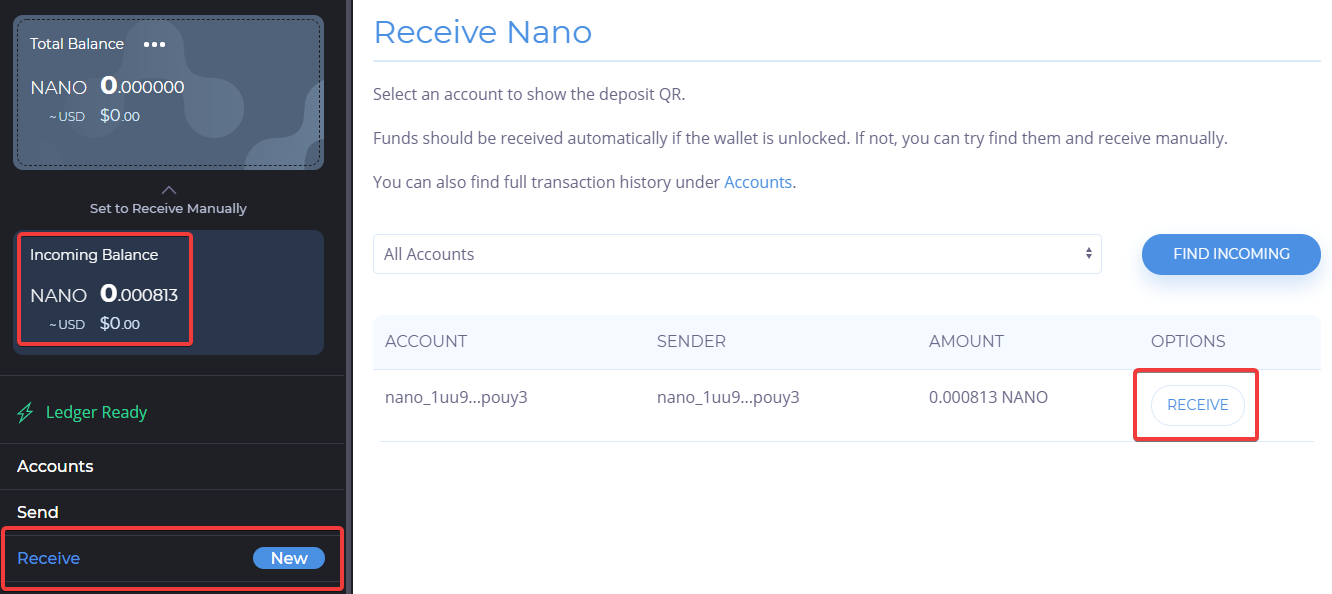 Total Balance •••
NANO 0.000000
~ USD $0.00
Set to Receive Manually
Incoming Balance
NANO 0.000813
~ USD $0.00
Ledger Ready
Accounts
Send
Receive New
Receive Nano
Select an account to show the deposit QR.
Funds should be received automatically if the wallet is unlocked. If not, you can try find them and receive manually.
You can also find full transaction history under Accounts.
All Accounts FIND INCOMING
ACCOUNT SENDER AMOUNT OPTIONS
nano_1uu9...pouy3 nano_1uu9...pouy3 0.000813 NANO RECEIVE